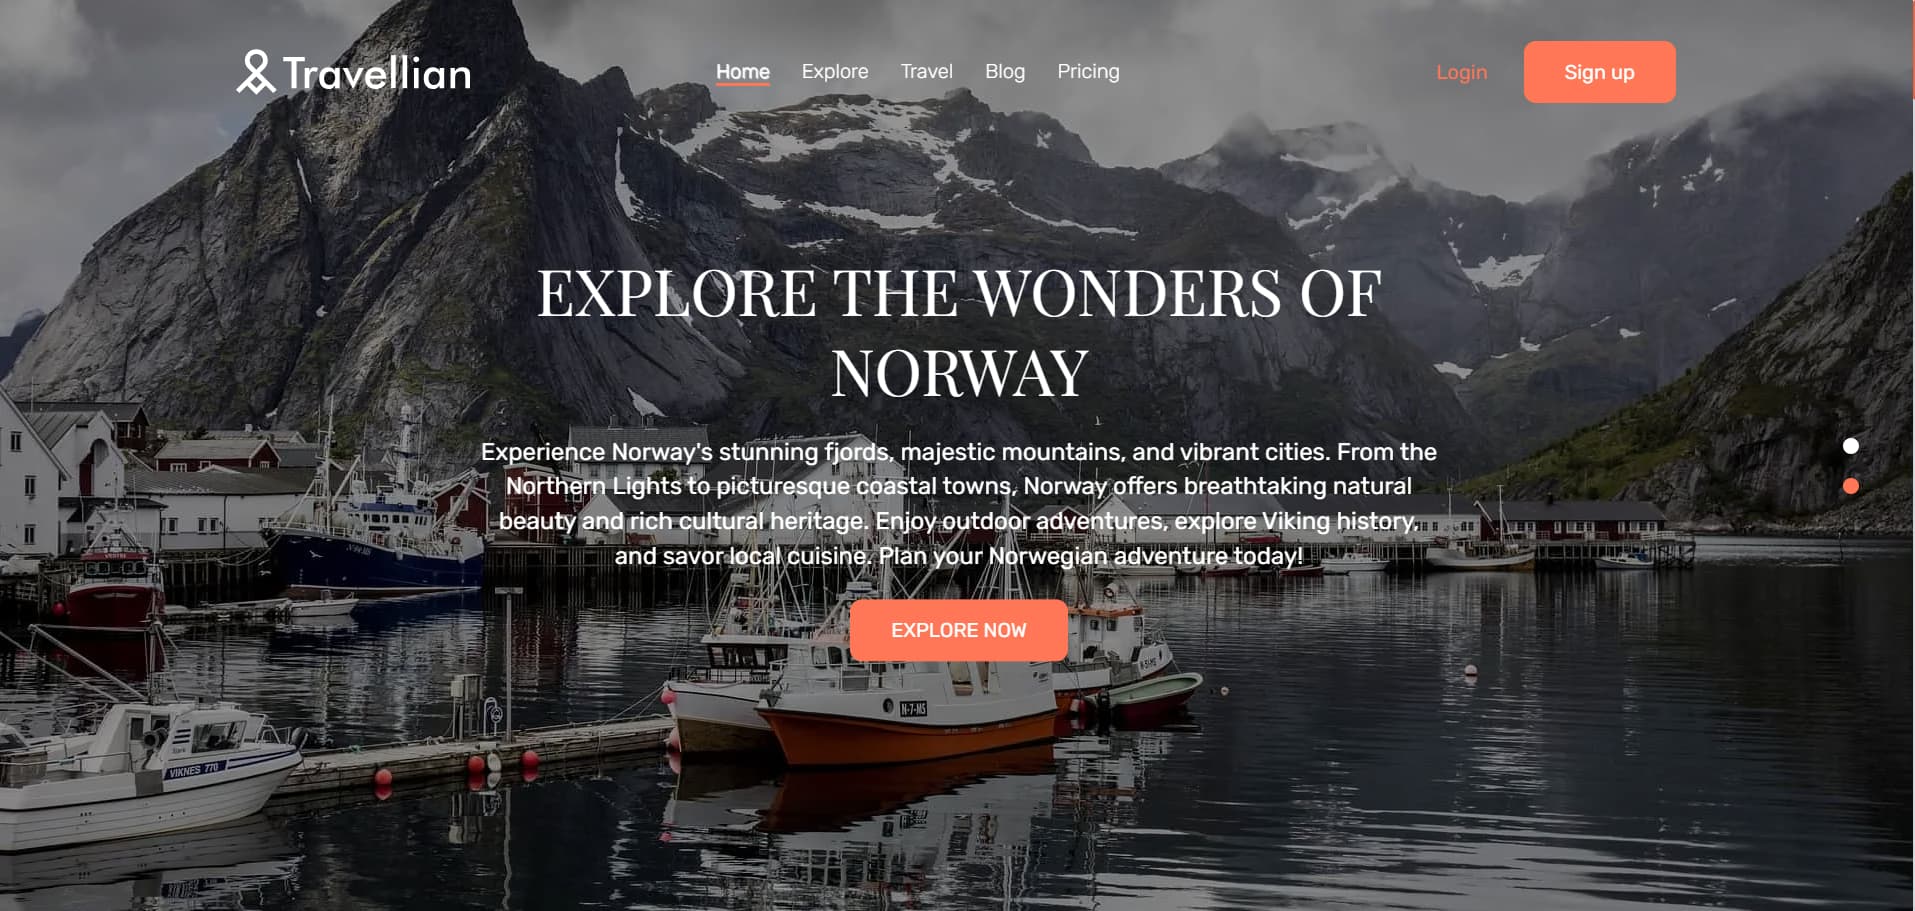 Travellian
Home
Explore
Travel
Blog
Pricing
Login
Sign up
EXPLORE THE WONDERS OF
NORWAY
Experience Norway's stunning fjords, majestic mountains, and vibrant cities. From the
Northern Lights to picturesque coastal towns, Norway offers breathtaking natural
beauty and rich cultural heritage. Enjoy outdoor adventures, explore Viking history,
and savor local cuisine. Plan your Norwegian adventure today!
EXPLORE NOW
N-7-MS
VIKNES 770